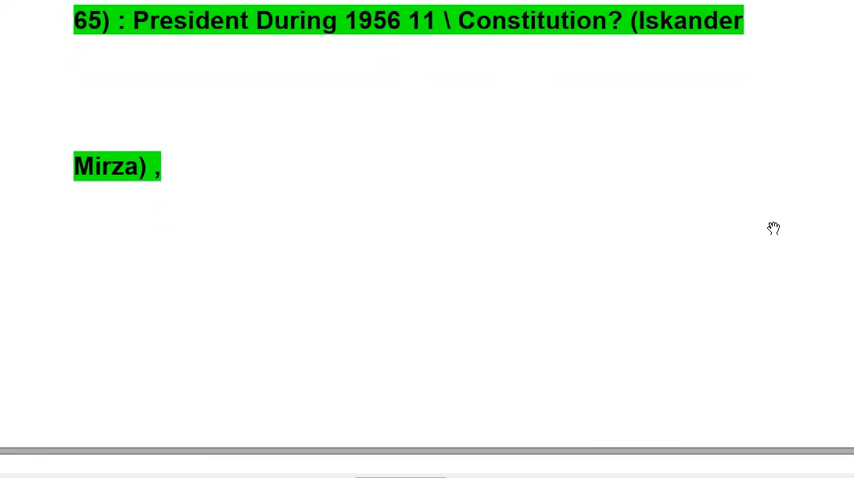 65) : President During 1956 11 \ Constitution? (Iskander
Mirza) ,